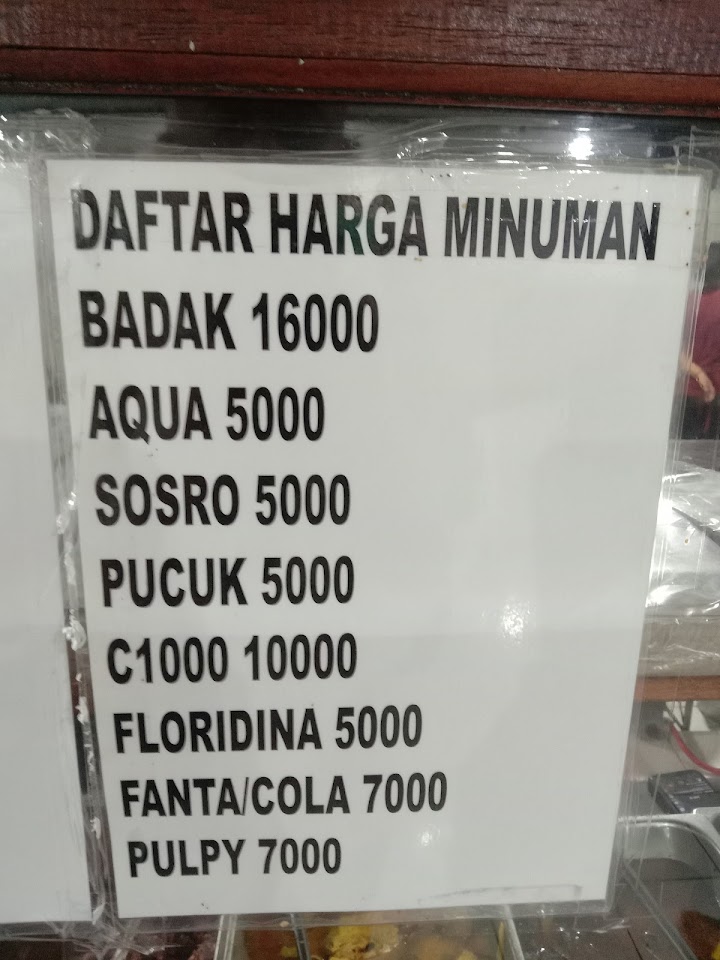 DAFTAR HARGA MINUMAN
BADAK 16000
AQUA 5000
SOSRO 5000
PUCUK 5000
C1000 10000
FLORIDINA 5000
FANTA/COLA 7000
PULPY 7000